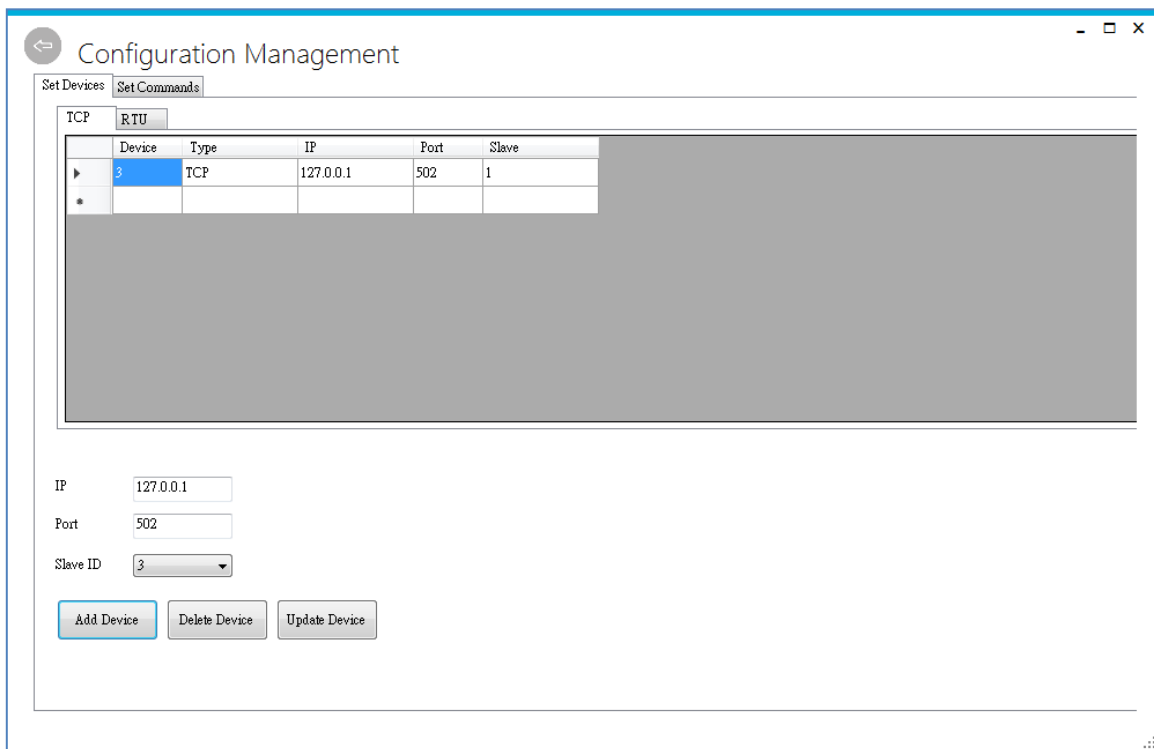 Configuration Management
Set Devices Set Commands
TCP RTU
Device Type IP Port Slave
3 TCP 127.0.0.1 502 1
IP 127.0.0.1
Port 502
Slave ID 3
Add Device Delete Device Update Device